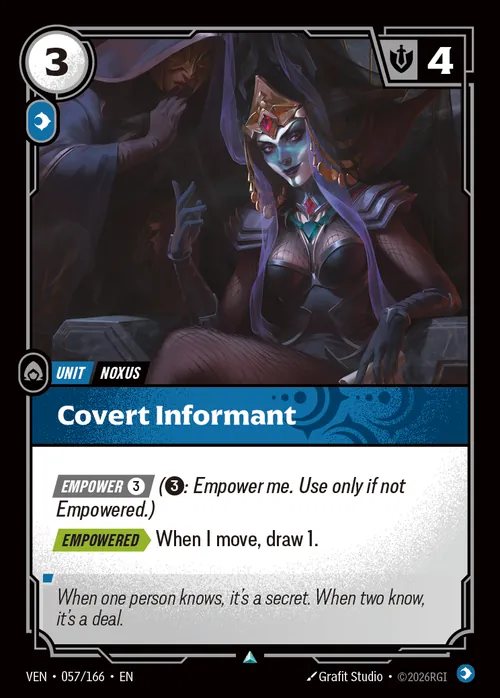 3
4
UNIT NOXUS
Covert Informant
EMPOWER 3 (3: Empower me. Use only if not
Empowered.)
EMPOWERED When I move, draw 1.
When one person knows, it's a secret. When two know,
it's a deal.
VEN • 057/166 • EN Grafit Studio • ©2026RGI